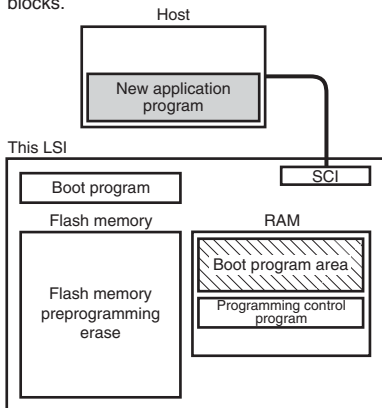 blocks.
Host
New application
program
This LSI
SCI
Boot program
Flash memory
RAM
Flash memory
preprogramming
erase
Boot program area
Programming control
program